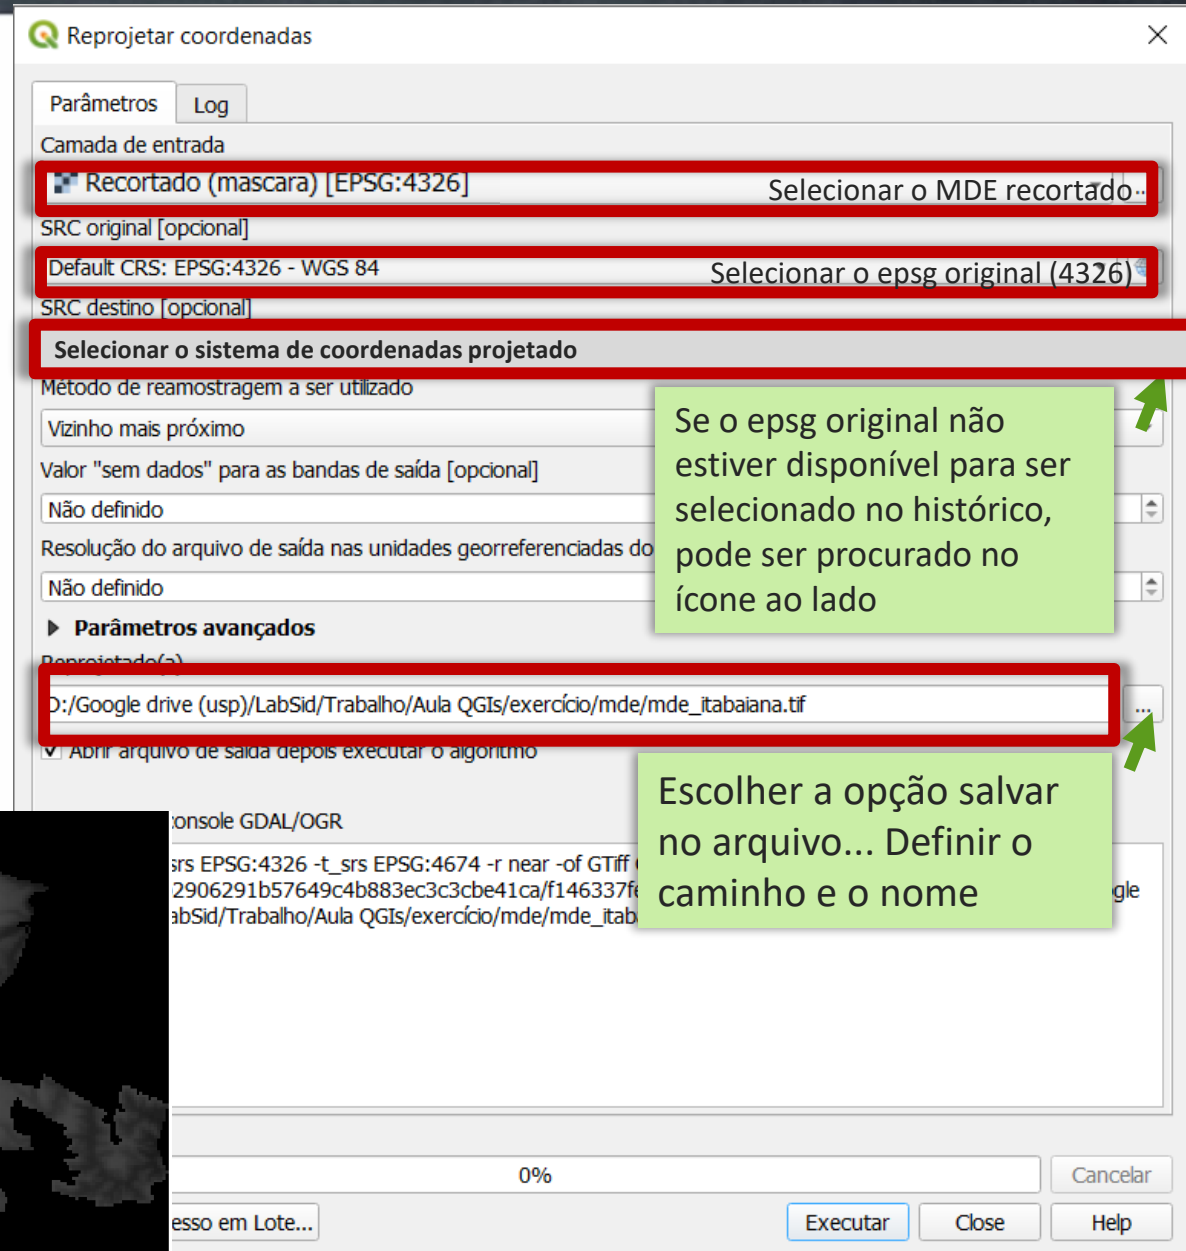 Reprojetar coordenadas
Parâmetros Log
Camada de entrada
Recortado (mascara) [EPSG:4326] Selecionar o MDE recortado ...
SRC original [opcional]
Default CRS: EPSG:4326 - WGS 84 Selecionar o epsg original (4326)
SRC destino [opcional]
Selecionar o sistema de coordenadas projetado
Método de reamostragem a ser utilizado
Vizinho mais próximo
Valor "sem dados" para as bandas de saída [opcional]
Não definido
Resolução do arquivo de saída nas unidades georreferenciadas do
Não definido
Se o epsg original não
estiver disponível para ser
selecionado no histórico,
pode ser procurado no
ícone ao lado
Parâmetros avançados
Reprojetado(a)
D:/Google drive (usp)/LabSid/Trabalho/Aula QGIs/exercício/mde/mde_itabaiana.tif ...
Abrir arquivo de saída depois executar o algoritmo
Escolher a opção salvar
no arquivo... Definir o
caminho e o nome
console GDAL/OGR
srs EPSG:4326 -t_srs EPSG:4674 -r near -of GTiff
2906291b57649c4b883ec3c3cbe41ca/f146337fe gle
abSid/Trabalho/Aula QGIs/exercício/mde/mde_itab
0% Cancelar
esso em Lote... Executar Close Help